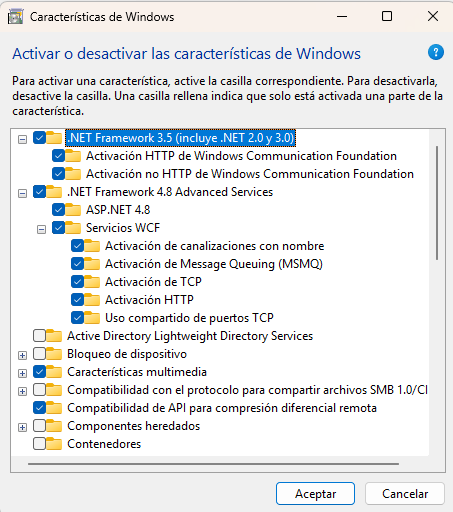 Características de Windows
Activar o desactivar las características de Windows
?
Para activar una característica, active la casilla correspondiente. Para desactivarla,
desactive la casilla. Una casilla rellena indica que solo está activada una parte de la
característica.
.NET Framework 3.5 (incluye .NET 2.0 y 3.0)
Activación HTTP de Windows Communication Foundation
Activación no HTTP de Windows Communication Foundation
.NET Framework 4.8 Advanced Services
ASP.NET 4.8
Servicios WCF
Activación de canalizaciones con nombre
Activación de Message Queuing (MSMQ)
Activación de TCP
Activación HTTP
Uso compartido de puertos TCP
Active Directory Lightweight Directory Services
Bloqueo de dispositivo
Características multimedia
Compatibilidad con el protocolo para compartir archivos SMB 1.0/CI
Compatibilidad de API para compresión diferencial remota
Componentes heredados
Contenedores
Aceptar
Cancelar